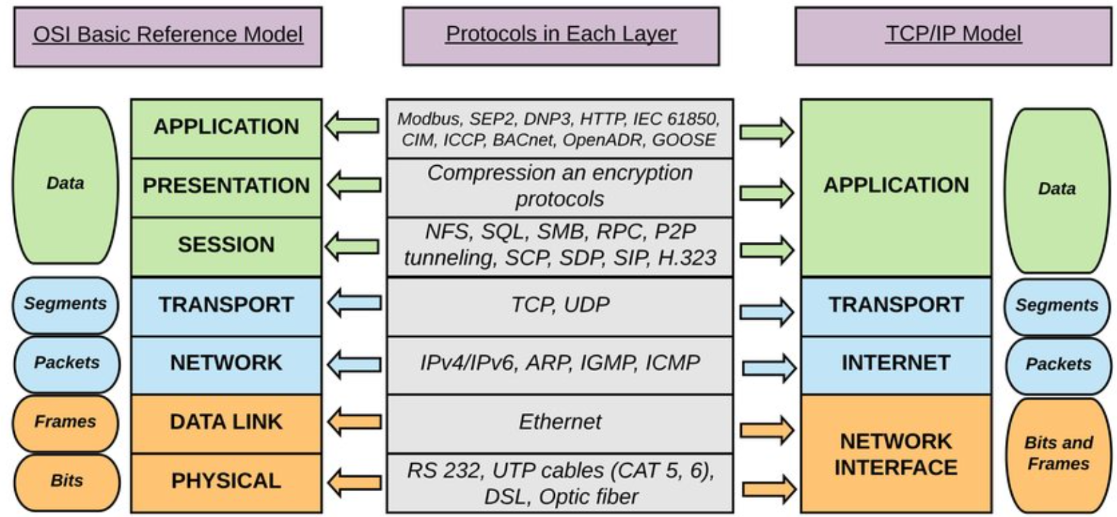 OSI Basic Reference Model
Protocols in Each Layer
TCP/IP Model
Data
APPLICATION
Modbus, SEP2, DNP3, HTTP, IEC 61850,
CIM, ICCP, BACnet, OpenADR, GOOSE
PRESENTATION
Compression an encryption
protocols
SESSION
NFS, SQL, SMB, RPC, P2P
tunneling, SCP, SDP, SIP, H.323
APPLICATION
Data
Segments
TRANSPORT
TCP, UDP
TRANSPORT
Segments
Packets
NETWORK
IPv4/IPv6, ARP, IGMP, ICMP
INTERNET
Packets
Frames
DATA LINK
Ethernet
Bits
PHYSICAL
RS 232, UTP cables (CAT 5, 6),
DSL, Optic fiber
NETWORK
INTERFACE
Bits and
Frames